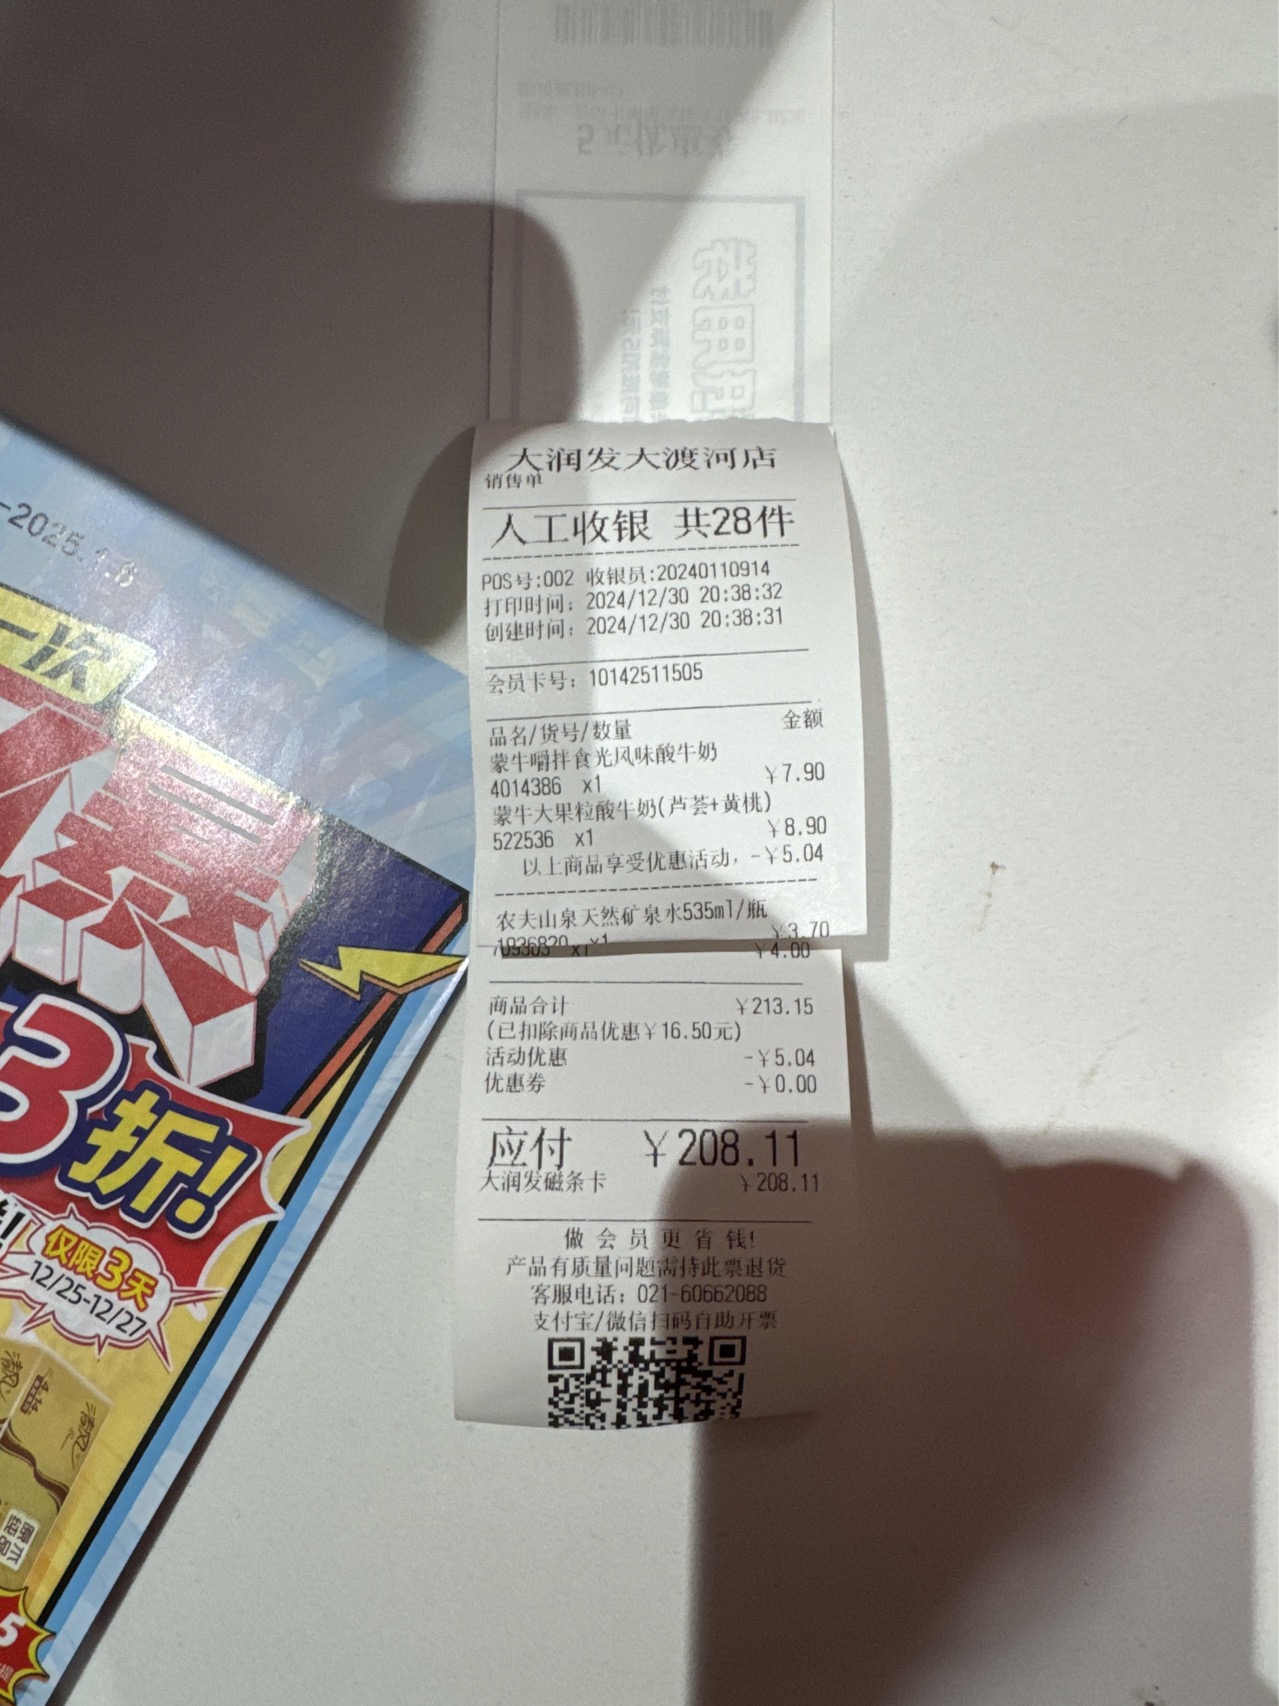 大润发大渡河店
销售单
人工收银 共28件
POS号:002 收银员:20240110914
打印时间: 2024/12/30 20:38:32
创建时间: 2024/12/30 20:38:31
会员卡号: 10142511505
品名/货号/数量 金额
蒙牛嚼拌食光风味酸牛奶
4014386 x1 ￥7.90
蒙牛大果粒酸牛奶(芦荟+黄桃)
522536 x1 ￥8.90
以上商品享受优惠活动, -￥5.04
农夫山泉天然矿泉水535ml/瓶
￥3.70
￥4.00
商品合计 ￥213.15
(已扣除商品优惠￥16.50元)
活动优惠 -￥5.04
优惠券 -￥0.00
应付 ￥208.11
大润发磁条卡 ￥208.11
做会员更省钱!
产品有质量问题需持此票退货
客服电话: 021-60662088
支付宝/微信扫码自助开票
-2025.1.8
一次
3折!
仅限3天
12/25-12/27
5